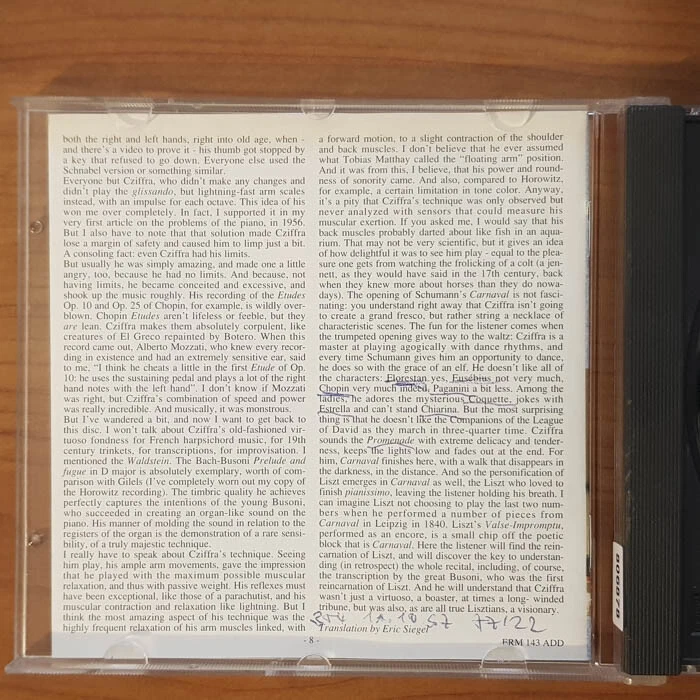 both the right and left hands, right into old age, when -
and there's a video to prove it - his thumb got stopped by
a key that refused to go down. Everyone else used the
Schnabel version or something similar.
Everyone but Cziffra, who didn't make any changes and
didn't play the glissando, but lightning-fast arm scales
instead, with an impulse for each octave. This idea of his
won me over completely. In fact, I supported it in my
very first article on the problems of the piano, in 1956.
But I also have to note that that solution made Cziffra
lose a margin of safety and caused him to limp just a bit.
A consoling fact: even Cziffra had his limits.
But usually he was simply amazing, and made one a little
angry, too, because he had no limits. And because, not
having limits, he became conceited and excessive, and
shook up the music roughly. His recording of the Etudes
Op. 10 and Op. 25 of Chopin, for example, is wildly over-
blown. Chopin Etudes aren't lifeless or feeble, but they
are lean. Cziffra makes them absolutely corpulent, like
creatures of El Greco repainted by Botero. When this
record came out, Alberto Mozzati, who knew every recor-
ding in existence and had an extremely sensitive ear, said
to me, "I think he cheats a little in the first Etude of Op.
10: he uses the sustaining pedal and plays a lot of the right
hand notes with the left hand". I don't know if Mozzati
was right, but Cziffra's combination of speed and power
was really incredible. And musically, it was monstrous.
But I've wandered a bit, and now I want to get back to
this disc. I won't talk about Cziffra's old-fashioned vir-
tuoso fondness for French harpsichord music, for 19th
century trinkets, for transcriptions, for improvisation. I
mentioned the Waldstein. The Bach-Busoni Prelude and
fugue in D major is absolutely exemplary, worth of com-
parison with Gilels (I've completely worn out my copy of
the Horowitz recording). The timbric quality he achieves
perfectly captures the intentions of the young Busoni,
who succeeded in creating an organ-like sound on the
piano. His manner of molding the sound in relation to the
registers of the organ is the demonstration of a rare sensi-
bility, of a truly majestic technique.
I really have to speak about Cziffra's technique. Seeing
him play, his ample arm movements, gave the impression
that he played with the maximum possible muscular
relaxation, and thus with passive weight. His reflexes must
have been exceptional, like those of a parachutist, and his
muscular contraction and relaxation like lightning. But I
think the most amazing aspect of his technique was the
highly frequent relaxation of his arm muscles linked, with
a forward motion, to a slight contraction of the shoulder
and back muscles. I don't believe that he ever assumed
what Tobias Matthay called the "floating arm" position.
And it was from this, I believe, that his power and round-
ness of sonority came. And also, compared to Horowitz,
for example, a certain limitation in tone color. Anyway,
it's a pity that Cziffra's technique was only observed but
never analyzed with sensors that could measure his
muscular exertion. If you asked me, I would say that his
back muscles probably darted about like fish in an aqua-
rium. That may not be very scientific, but it gives an idea
of how delightful it was to see him play - equal to the plea-
sure one gets from watching the frolicking of a colt (a jen-
nett, as they would have said in the 17th century, back
when they knew more about horses than they do nowa-
days). The opening of Schumann's Carnaval is not fasci-
nating: you understand right away that Cziffra isn't going
to create a grand fresco, but rather string a necklace of
characteristic scenes. The fun for the listener comes when
the trumpeted opening gives way to the waltz: Cziffra is a
master at playing agogically with dance rhythms, and
every time Schumann gives him an opportunity to dance,
he does so with the grace of an elf. He doesn't like all of
the characters: Florestan yes, Eusebius not very much,
Chopin very much indeed, Paganini a bit less. Among the
ladies, he adores the mysterious Coquette, jokes with
Estrella and can't stand Chiarina. But the most surprising
thing is that he doesn't like the Companions of the League
of David as they march in three-quarter time. Cziffra
sounds the Promenade with extreme delicacy and tender-
ness, keeps the lights low and fades out at the end. For
him, Carnaval finishes here, with a walk that disappears in
the darkness, in the distance. And so the personification of
Liszt emerges in Carnaval as well, the Liszt who loved to
finish pianissimo, leaving the listener holding his breath. I
can imagine Liszt not choosing to play the last two num-
bers when he performed a number of pieces from
Carnaval in Leipzig in 1840. Liszt's Valse-Impromptu,
performed as an encore, is a small chip off the poetic
block that is Carnaval. Here the listener will find the rein-
carnation of Liszt, and will discover the key to understan-
ding (in retrospect) the whole recital, including, of course,
the transcription by the great Busoni, who was the first
reincarnation of Liszt. And he will understand that Cziffra
wasn't just a virtuoso, a boaster, at times a long- winded
tribune, but was also, as are all true Lisztians, a visionary.
Translation by Eric Siegel
- 8 -
ERM 143 ADD